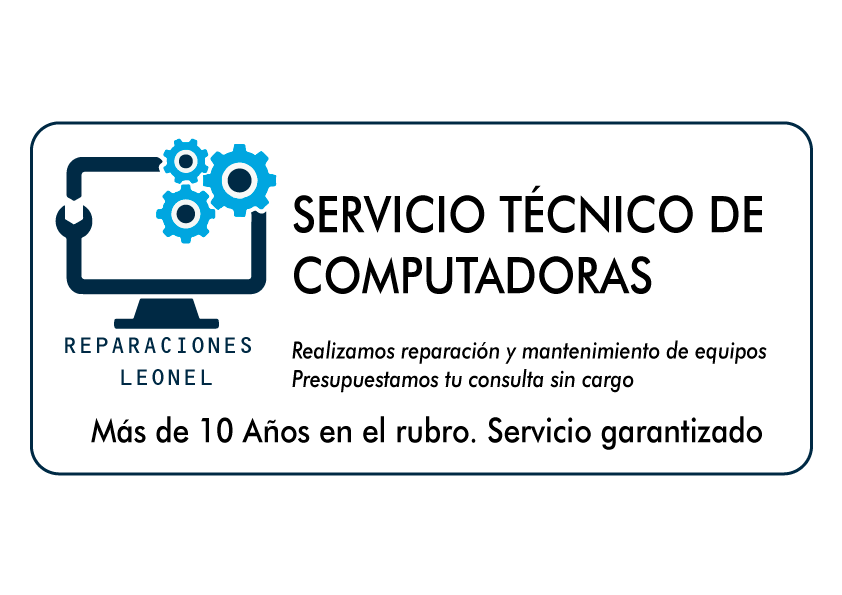 SERVICIO TÉCNICO DE
COMPUTADORAS
REPARACIONES
LEONEL
Realizamos reparación y mantenimiento de equipos
Presupuestamos tu consulta sin cargo
Más de 10 Años en el rubro. Servicio garantizado